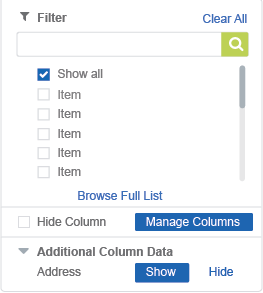 Filter Clear All
Show all
Item
Item
Item
Item
Item
Browse Full List
Hide Column Manage Columns
Additional Column Data
Address Show Hide